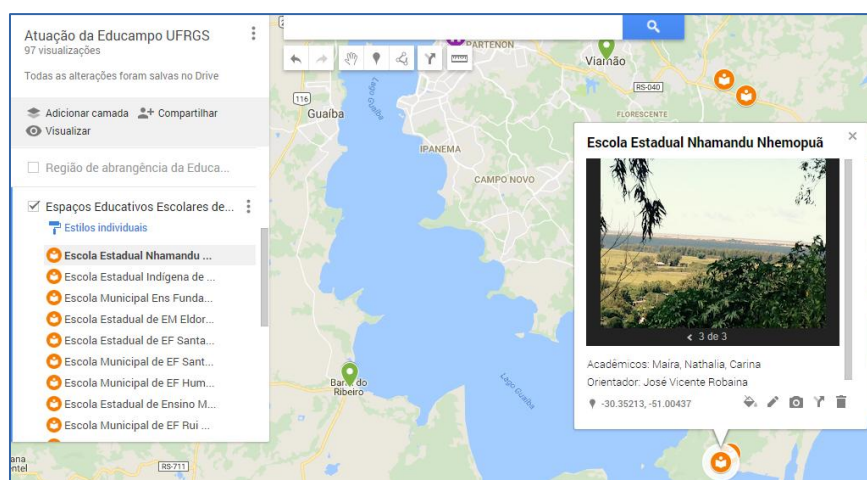 Atuação da Educampo UFRGS
97 visualizações
Todas as alterações foram salvas no Drive
Adicionar camada
Compartilhar
Visualizar
Região de abrangência da Educa...
Espaços Educativos Escolares de...
Estilos individuais
Escola Estadual Nhamandu ...
Escola Estadual Indígena de ...
Escola Municipal Ens Funda...
Escola Estadual de EM Eldor...
Escola Estadual de EF Santa...
Escola Municipal de EF Sant...
Escola Municipal de EF Hum...
Escola Estadual de Ensino M...
Escola Municipal de EF Rui ...
PARTENON
Viamão
RS-040
Lago Guaíba
116
Guaíba
FLORESCENTE
IPANEMA
CAMPO NOVO
Barra do
Ribeiro
Lago Guaíba
RS-711
ana
ntel
Escola Estadual Nhamandu Nhemopuã
3 de 3
Acadêmicos: Maíra, Nathalia, Carina
Orientador: José Vicente Robaina
-30.35213, -51.00437